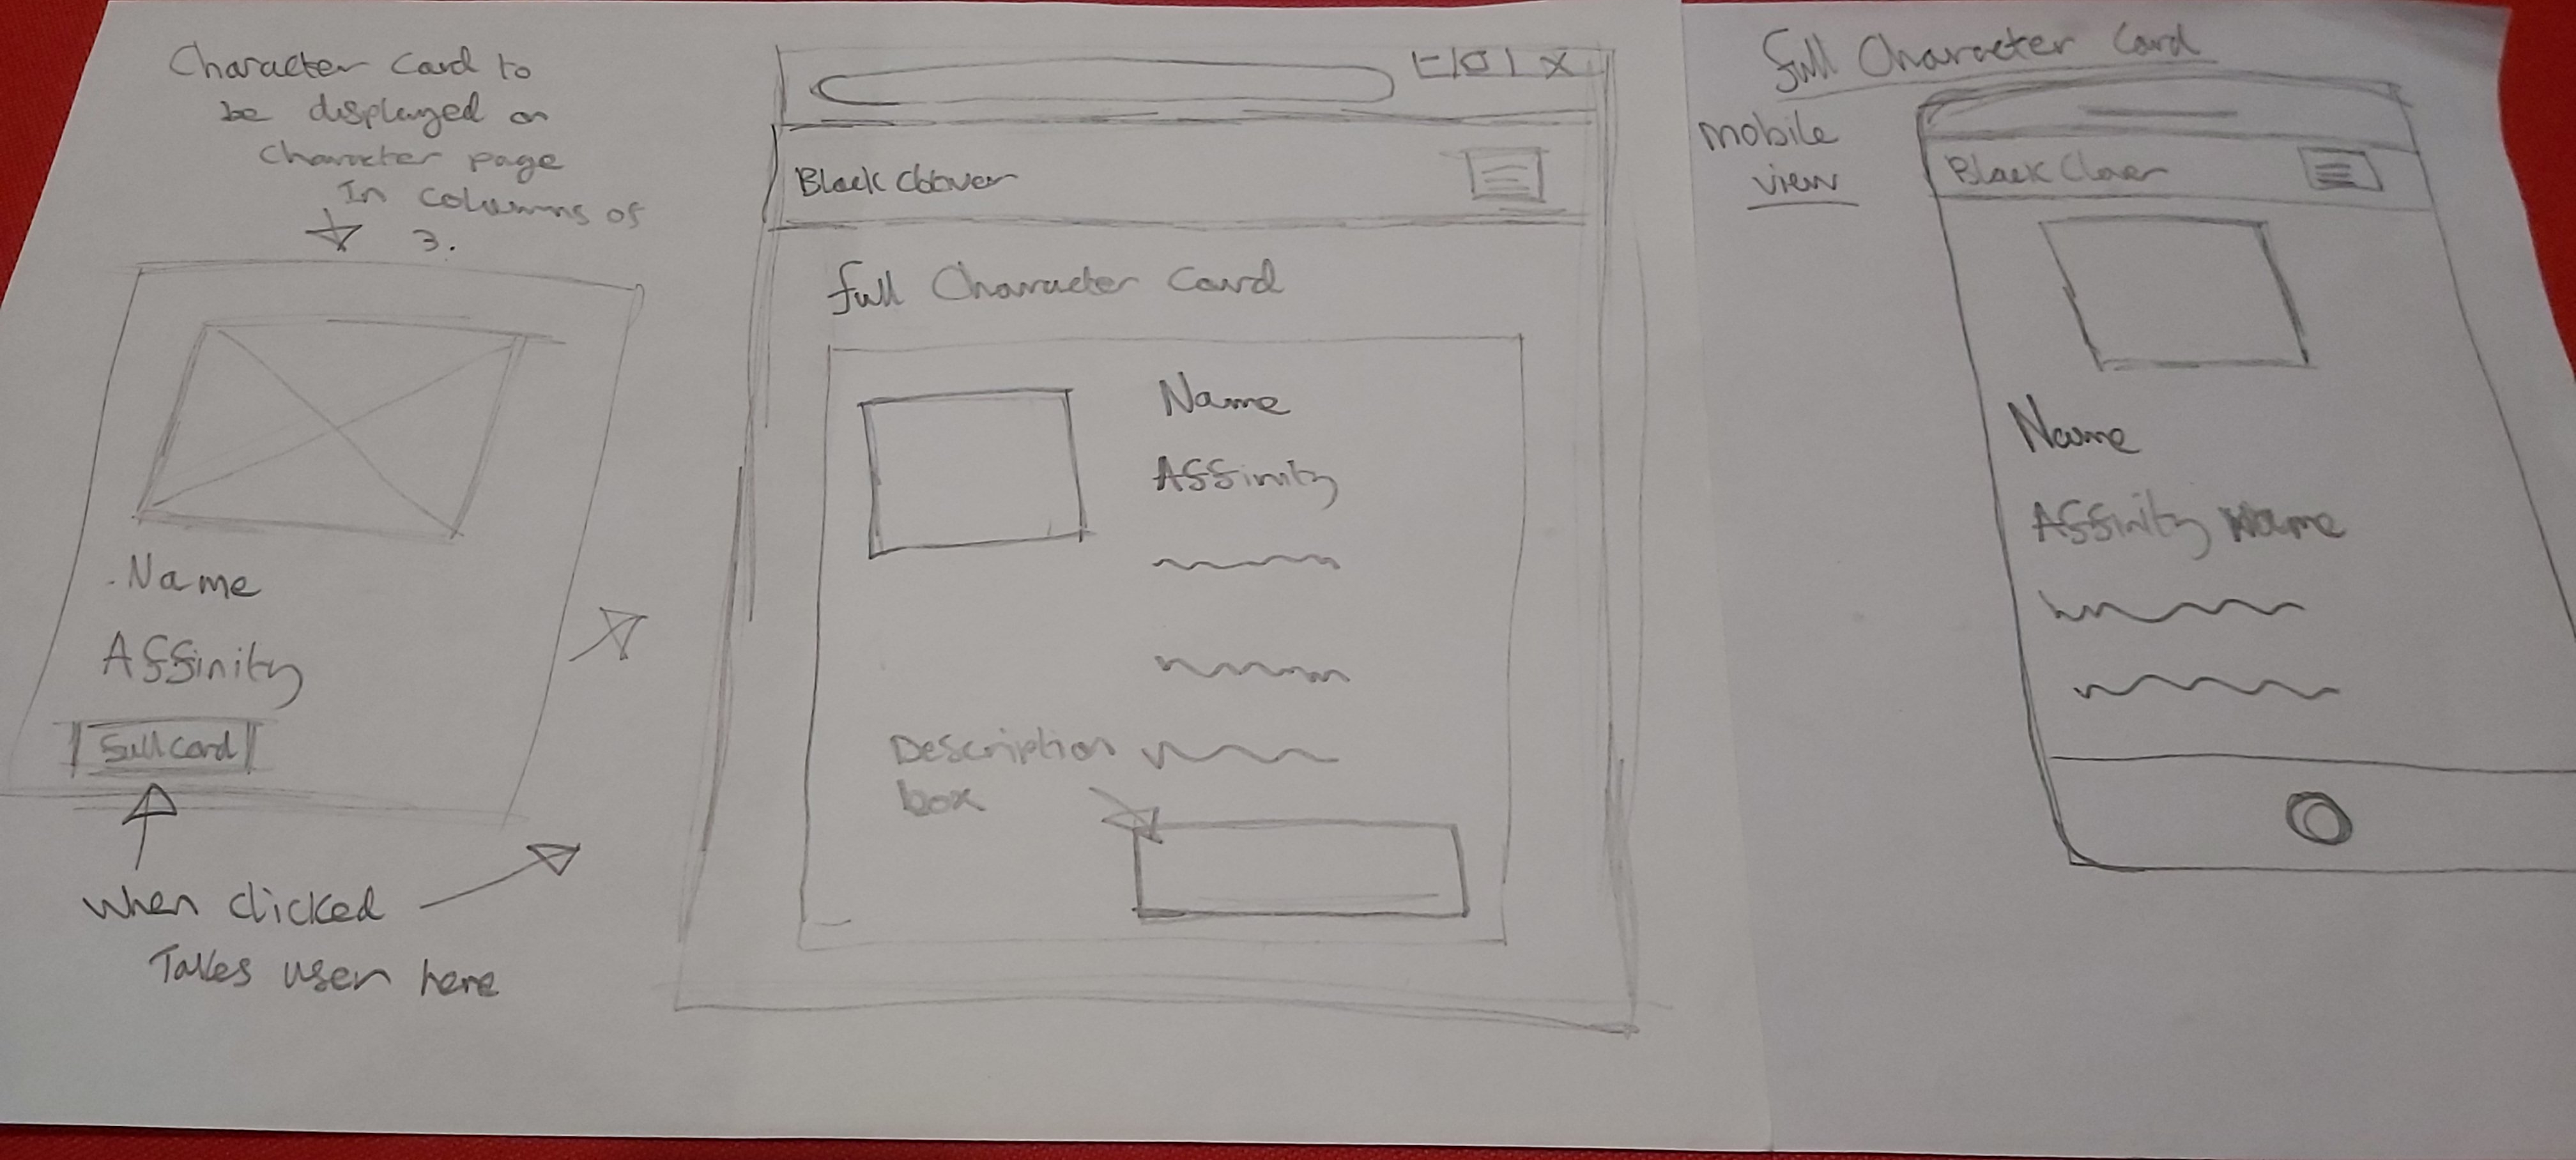 Character Card to
be displayed on
Character page
In columns of
3.
Name
Affinity
full card
when clicked
Takes user here
X
Black Clover
full Character Card
Name
Affinity
Description
box
full Character Card
mobile
view
Black Clover
Name
Affinity Name